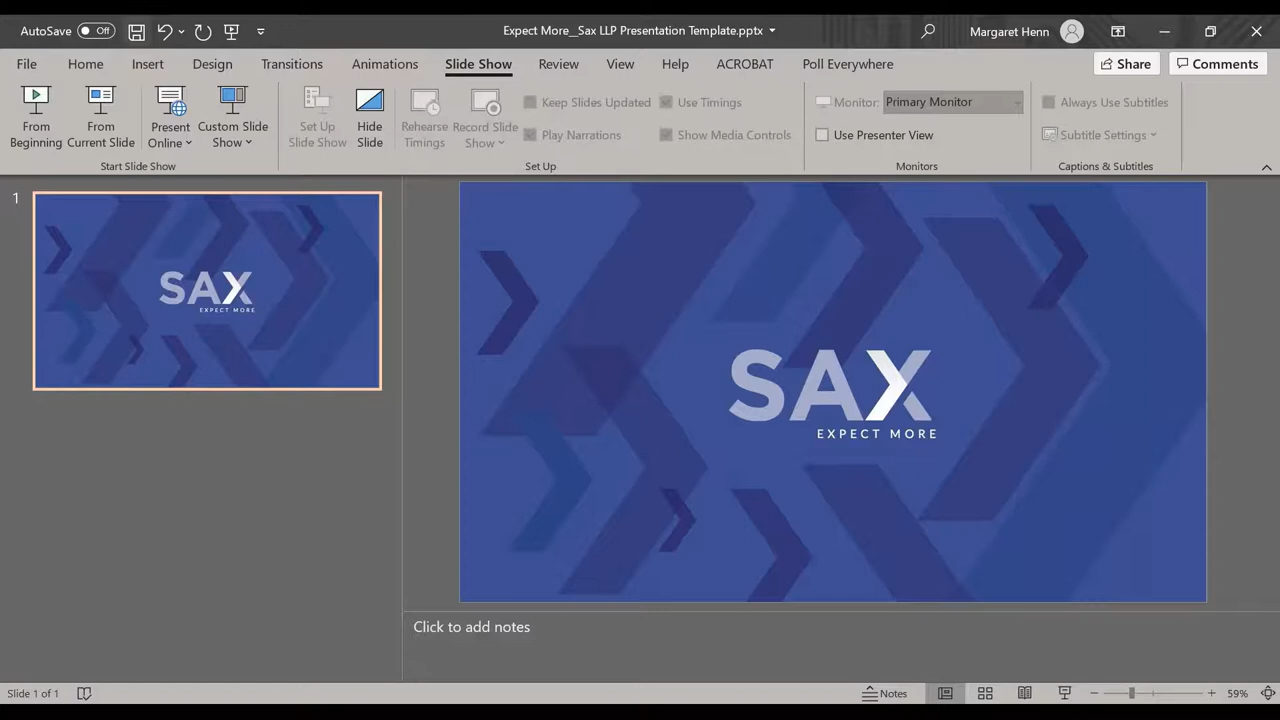 AutoSave Off
Expect More__Sax LLP Presentation Template.pptx
Margaret Henn
File Home Insert Design Transitions Animations Slide Show Review View Help ACROBAT Poll Everywhere
Share Comments
From Beginning
From Current Slide
Present Online
Custom Slide Show
Start Slide Show
Set Up Slide Show
Hide Slide
Rehearse Timings
Record Slide Show
Keep Slides Updated
Play Narrations
Use Timings
Show Media Controls
Set Up
Monitor: Primary Monitor
Use Presenter View
Monitors
Always Use Subtitles
Subtitle Settings
Captions & Subtitles
1
SAX
EXPECT MORE
SAX
EXPECT MORE
Click to add notes
Slide 1 of 1
Notes
59%